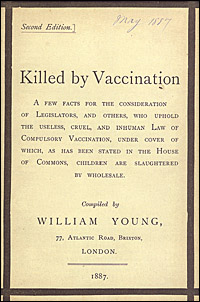 May 1887
Second Edition.]
Killed by Vaccination
A few facts for the consideration
of Legislators, and others, who uphold
the useless, cruel, and inhuman Law of
Compulsory Vaccination, under cover of
which, as has been stated in the House
of Commons, children are slaughtered
by wholesale.
Compiled by
WILLIAM YOUNG,
77, Atlantic Road, Brixton,
LONDON.
1887.